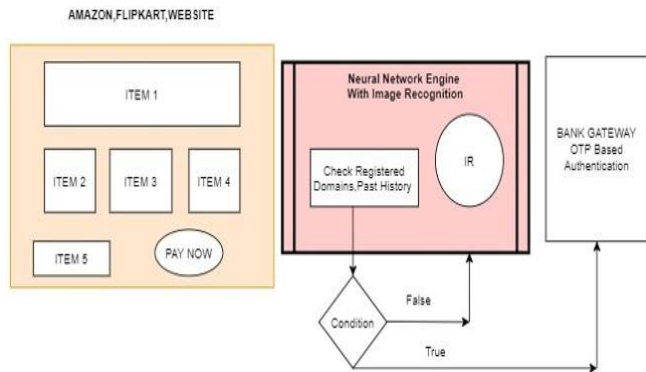 AMAZON,FLIPKART,WEBSITE
ITEM 1
ITEM 2
ITEM 3
ITEM 4
ITEM 5
PAY NOW
Neural Network Engine
With Image Recognition
Check Registered
Domains,Past History
IR
Condition
False
True
BANK GATEWAY
OTP Based
Authentication